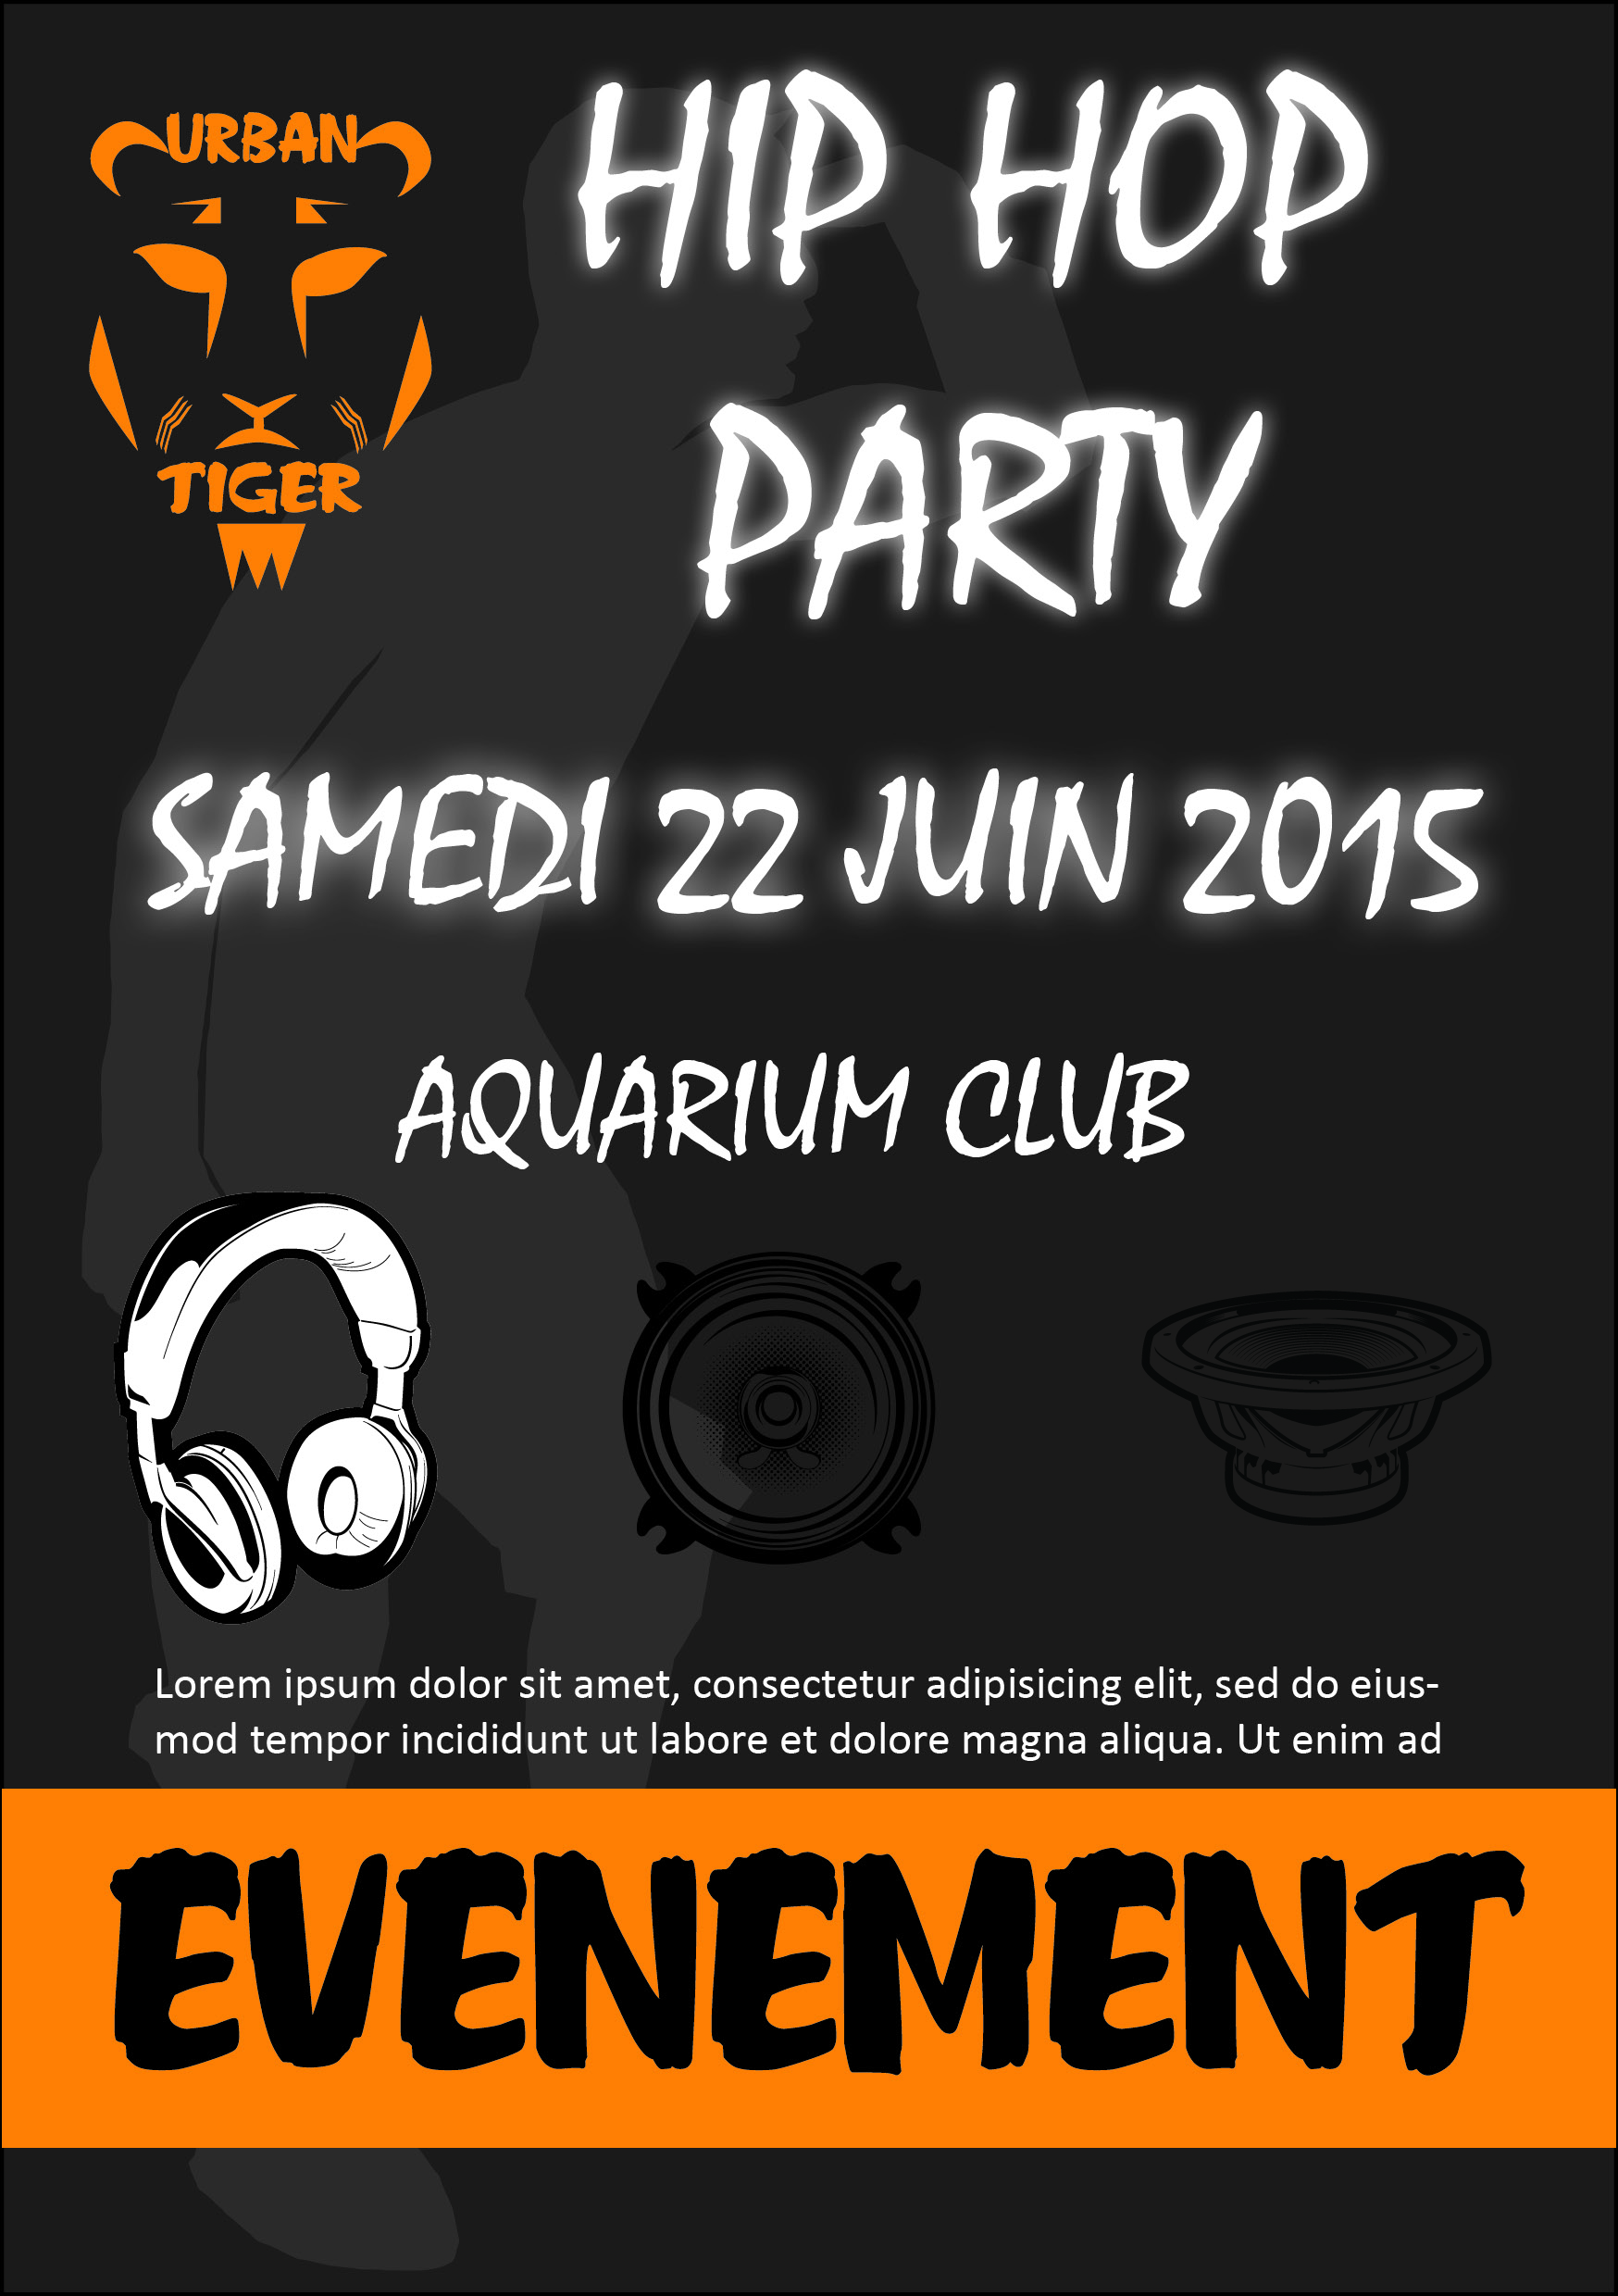 URBAN
TIGER
HIP HOP
PARTY
SAMEDI 22 JUIN 2015
AQUARIUM CLUB
Lorem ipsum dolor sit amet, consectetur adipisicing elit, sed do eius-
mod tempor incididunt ut labore et dolore magna aliqua. Ut enim ad
EVENEMENT